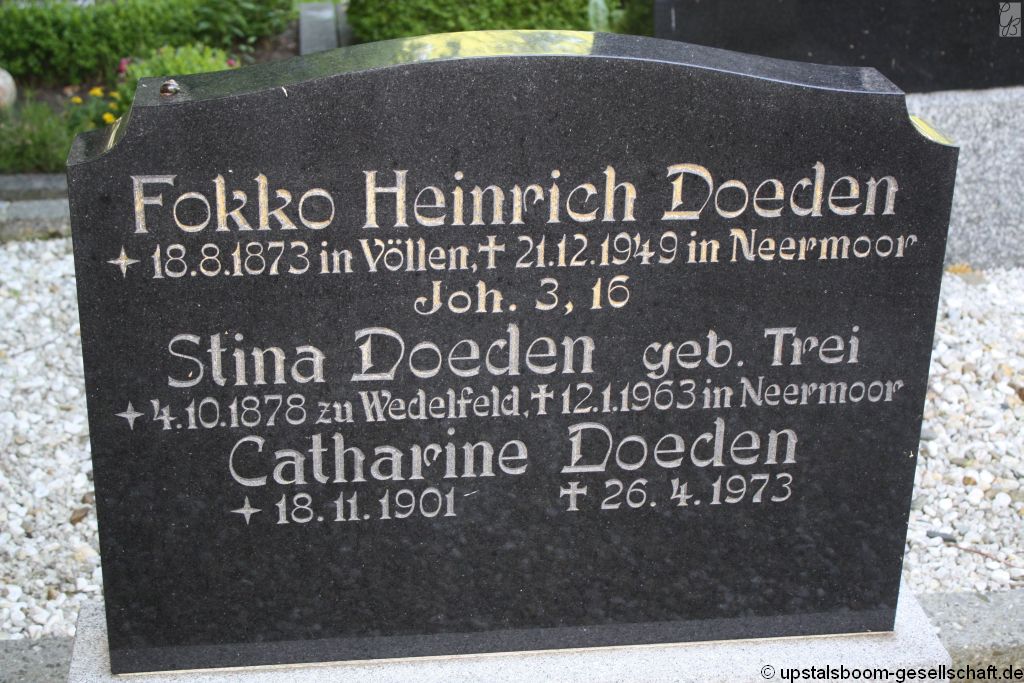 Fokko Heinrich Doeden
18.8.1873 in Völlen, † 21.12.1949 in Neermoor
Joh. 3, 16
Stina Doeden geb. Trei
4.10.1878 zu Wedelfeld, † 12.1.1963 in Neermoor
Catharine Doeden
18.11.1901 † 26.4.1973
© upstalsboom-gesellschaft.de